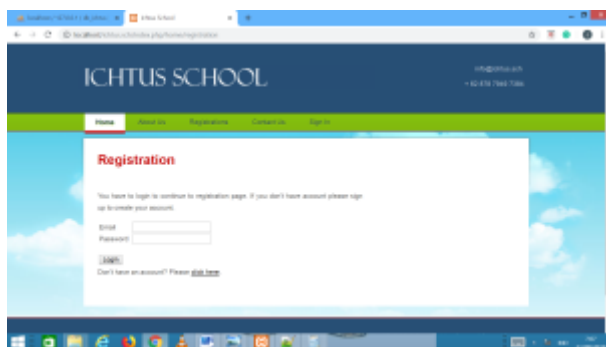 Ichtus School
ICHTUS SCHOOL
Home About Us Registrations Contact Us Sign In
Registration
You have to login to continue to registration page. If you don't have account please sign
up to create your account.
Email
Password
Login
Don't have an account? Please click here